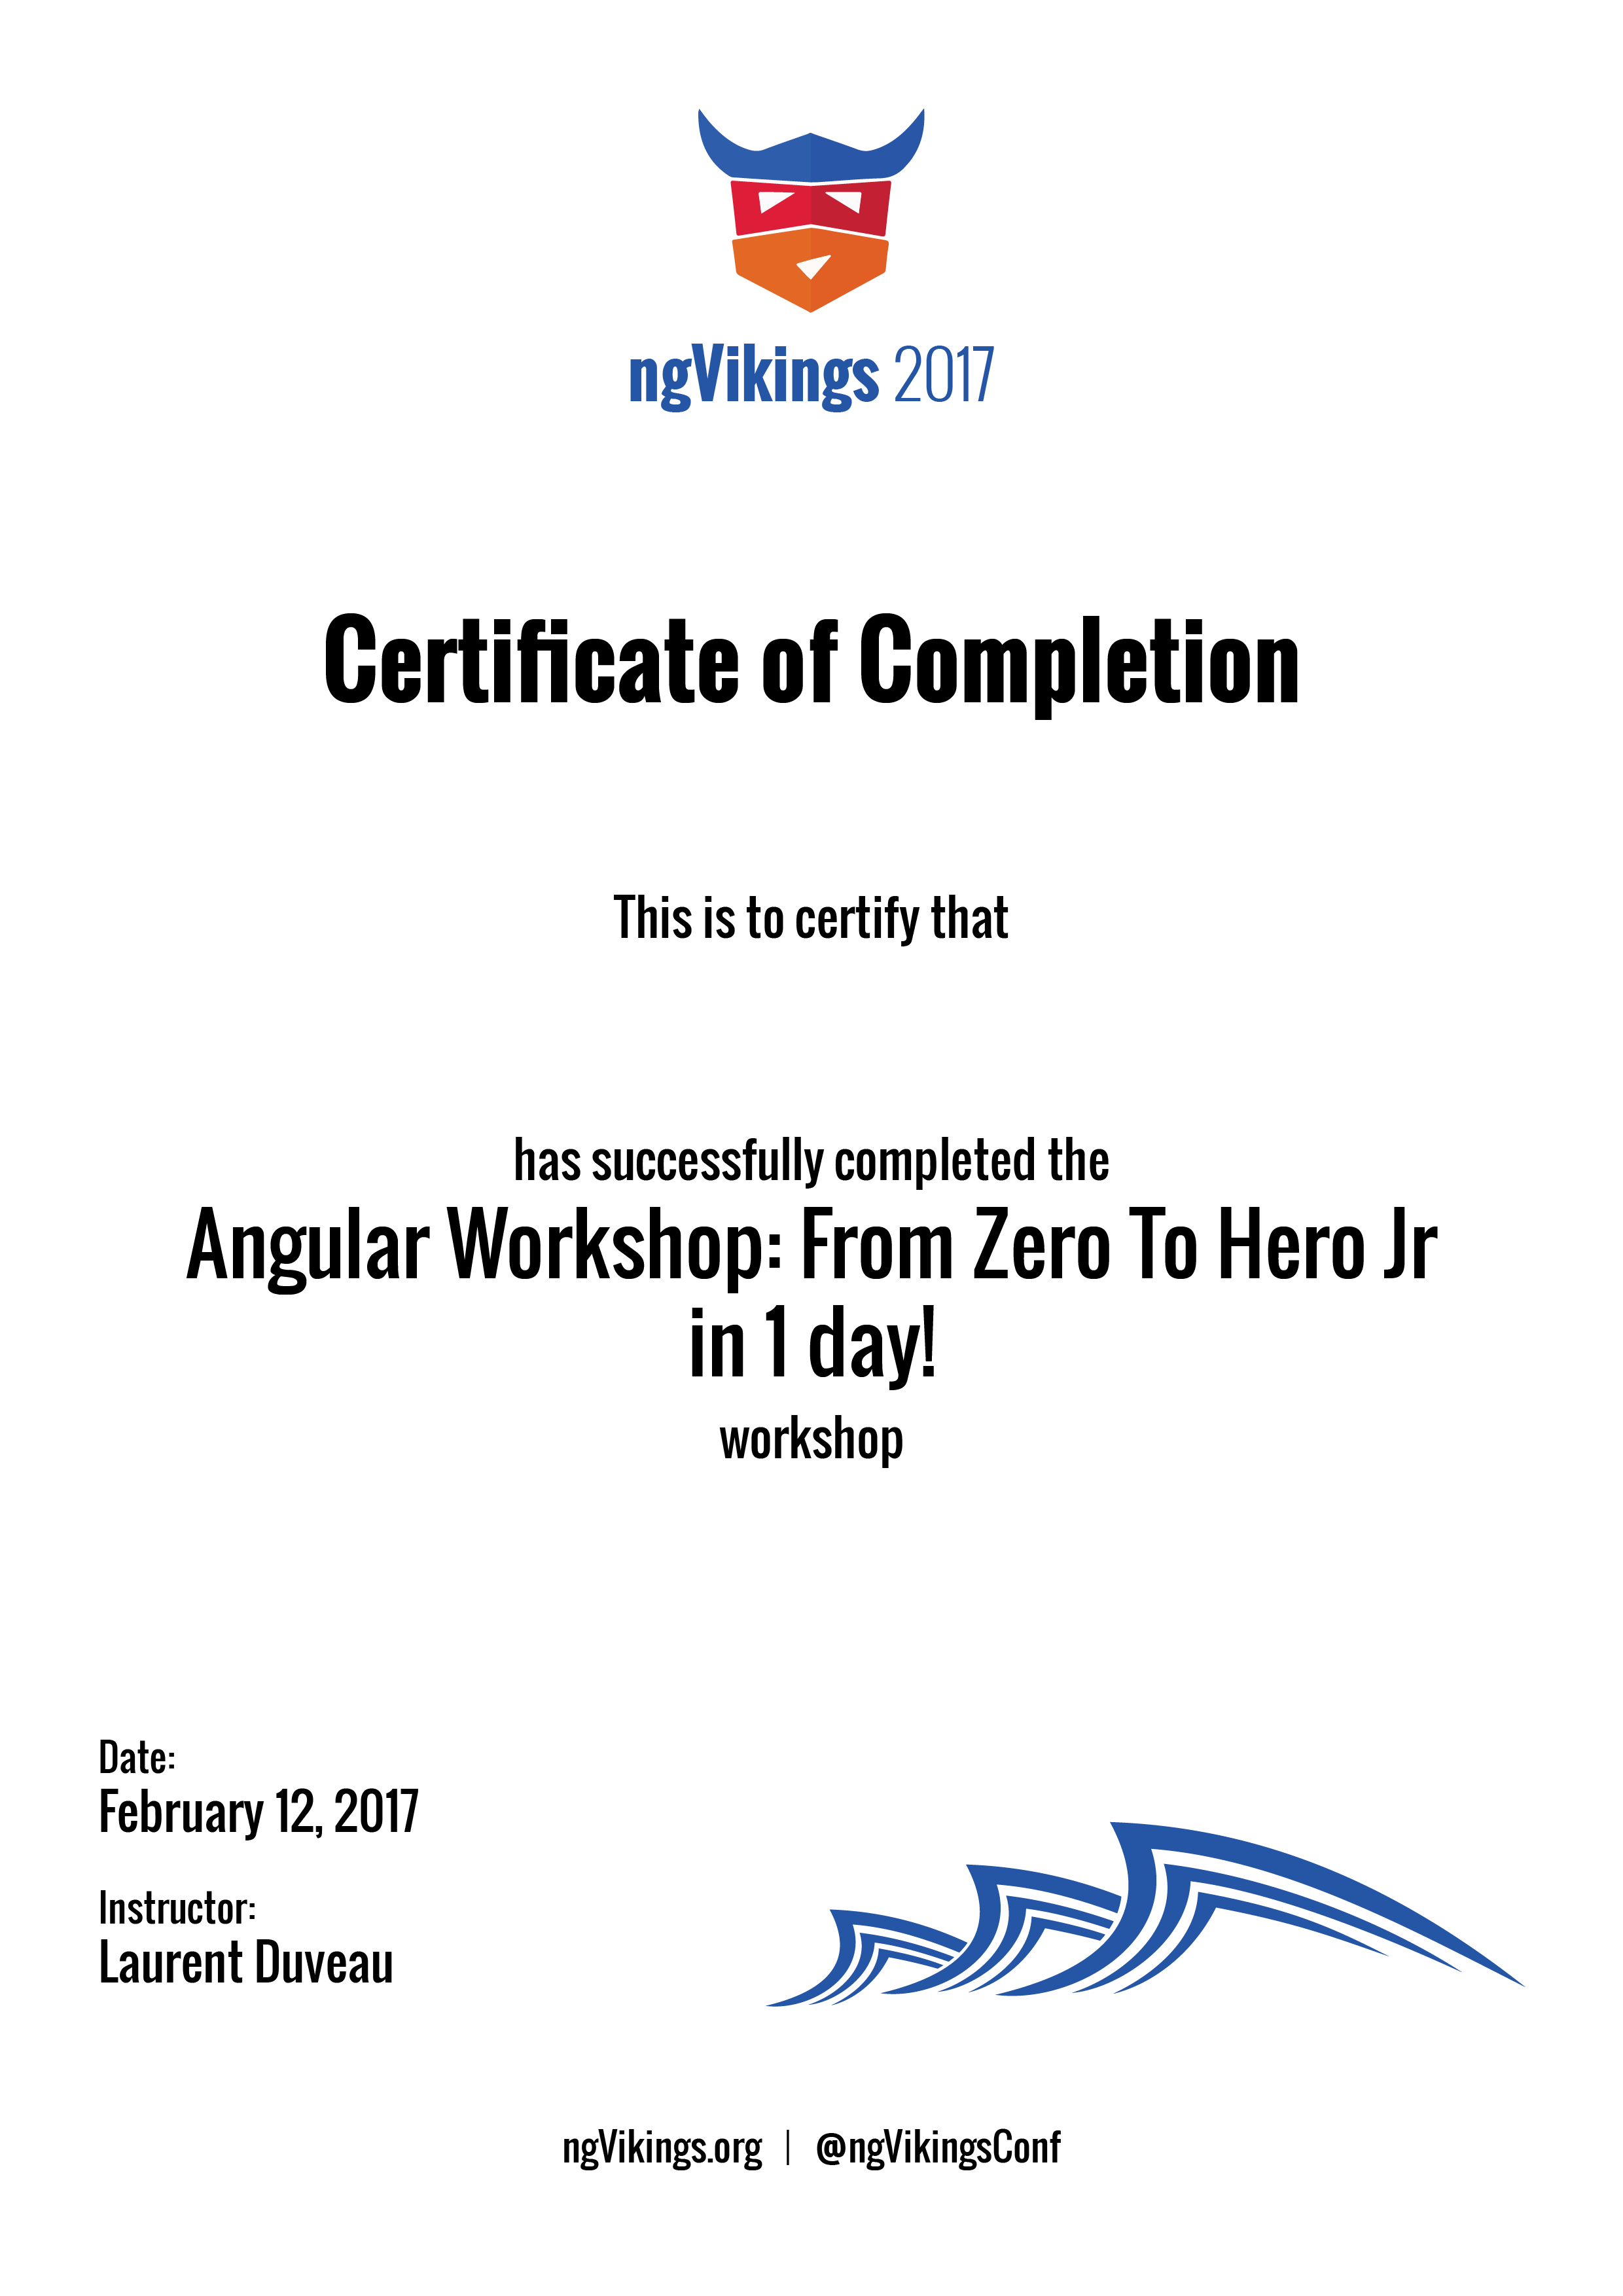 ngVikings 2017
Certificate of Completion
This is to certify that
has successfully completed the
Angular Workshop: From Zero To Hero Jr
in 1 day!
workshop
Date:
February 12, 2017
Instructor:
Laurent Duveau
ngVikings.org | @ngVikingsConf